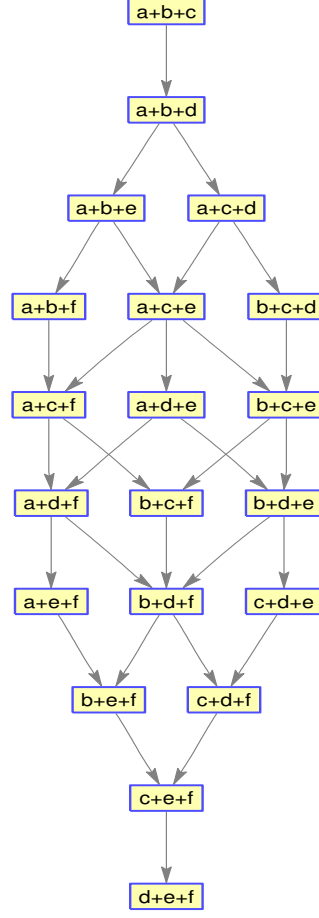 a+b+c
a+b+d
a+b+e
a+c+d
a+b+f
a+c+e
b+c+d
a+c+f
a+d+e
b+c+e
a+d+f
b+c+f
b+d+e
a+e+f
b+d+f
c+d+e
b+e+f
c+d+f
c+e+f
d+e+f